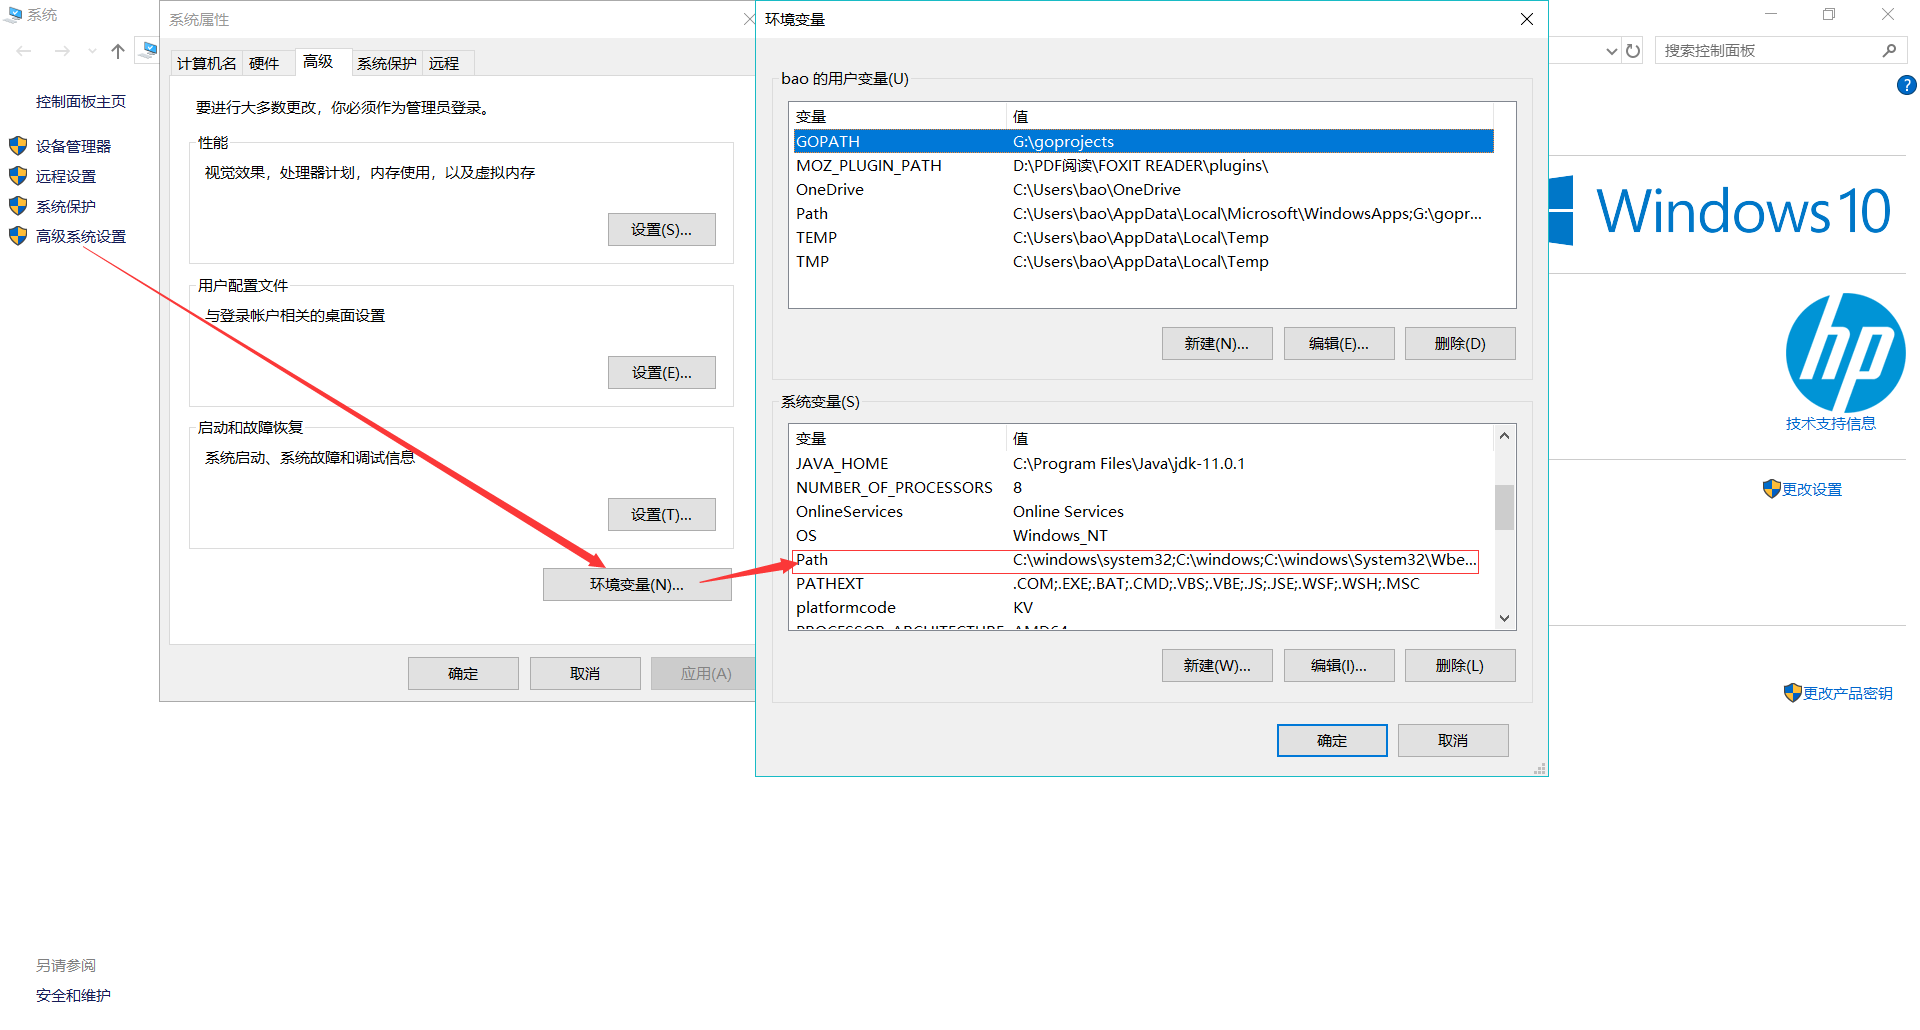 系统
搜索控制面板
控制面板主页
设备管理器
远程设置
系统保护
高级系统设置
另请参阅
安全和维护
系统属性
计算机名 硬件 高级 系统保护 远程
要进行大多数更改，你必须作为管理员登录。
性能
视觉效果，处理器计划，内存使用，以及虚拟内存
设置(S)...
用户配置文件
与登录帐户相关的桌面设置
设置(E)...
启动和故障恢复
系统启动、系统故障和调试信息
设置(T)...
环境变量(N)...
确定 取消 应用(A)
环境变量
bao 的用户变量(U)
变量 值
GOPATH G:\goprojects
MOZ_PLUGIN_PATH D:\PDF阅读\FOXIT READER\plugins\
OneDrive C:\Users\bao\OneDrive
Path C:\Users\bao\AppData\Local\Microsoft\WindowsApps;G:\gopr...
TEMP C:\Users\bao\AppData\Local\Temp
TMP C:\Users\bao\AppData\Local\Temp
新建(N)... 编辑(E)... 删除(D)
系统变量(S)
变量 值
JAVA_HOME C:\Program Files\Java\jdk-11.0.1
NUMBER_OF_PROCESSORS 8
OnlineServices Online Services
OS Windows_NT
Path C:\windows\system32;C:\windows;C:\windows\System32\Wbe...
PATHEXT .COM;.EXE;.BAT;.CMD;.VBS;.VBE;.JS;.JSE;.WSF;.WSH;.MSC
platformcode KV
PROCESSOR_ARCHITECTURE AMD64
新建(W)... 编辑(I)... 删除(L)
确定 取消
?
Windows 10
hp
技术支持信息
更改设置
更改产品密钥